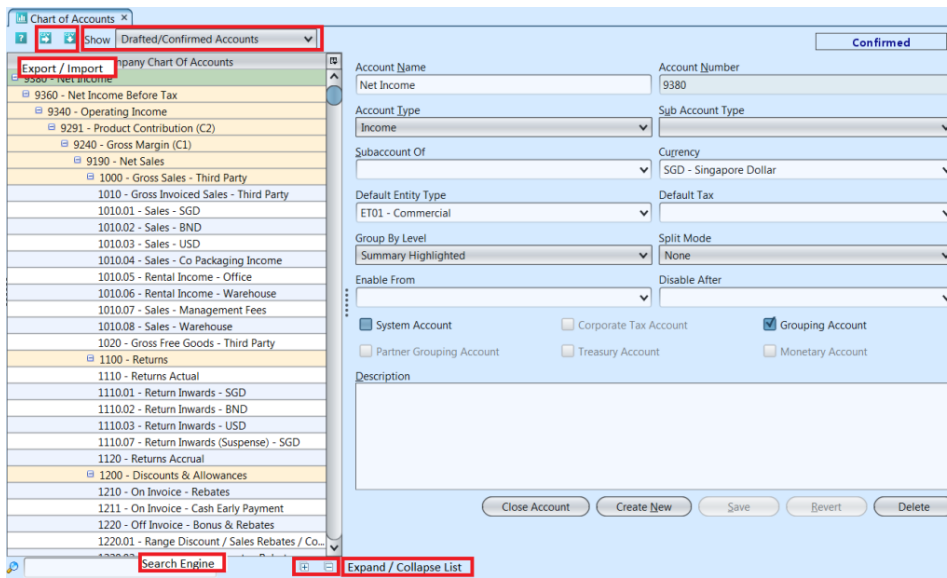 Chart of Accounts ×
? Show Drafted/Confirmed Accounts
Confirmed
Export / Import
mpany Chart Of Accounts
9380 - Net Income
9360 - Net Income Before Tax
9340 - Operating Income
9291 - Product Contribution (C2)
9240 - Gross Margin (C1)
9190 - Net Sales
1000 - Gross Sales - Third Party
1010 - Gross Invoiced Sales - Third Party
1010.01 - Sales - SGD
1010.02 - Sales - BND
1010.03 - Sales - USD
1010.04 - Sales - Co Packaging Income
1010.05 - Rental Income - Office
1010.06 - Rental Income - Warehouse
1010.07 - Sales - Management Fees
1010.08 - Sales - Warehouse
1020 - Gross Free Goods - Third Party
1100 - Returns
1110 - Returns Actual
1110.01 - Return Inwards - SGD
1110.02 - Return Inwards - BND
1110.03 - Return Inwards - USD
1110.07 - Return Inwards (Suspense) - SGD
1120 - Returns Accrual
1200 - Discounts & Allowances
1210 - On Invoice - Rebates
1211 - On Invoice - Cash Early Payment
1220 - Off Invoice - Bonus & Rebates
1220.01 - Range Discount / Sales Rebates / Co...
Search Engine
Expand / Collapse List
Account Name Account Number
Net Income 9380
Account Type Sub Account Type
Income
Subaccount Of Currency
SGD - Singapore Dollar
Default Entity Type Default Tax
ET01 - Commercial
Group By Level Split Mode
Summary Highlighted None
Enable From Disable After
System Account Corporate Tax Account Grouping Account
Partner Grouping Account Treasury Account Monetary Account
Description
Close Account Create New Save Revert Delete